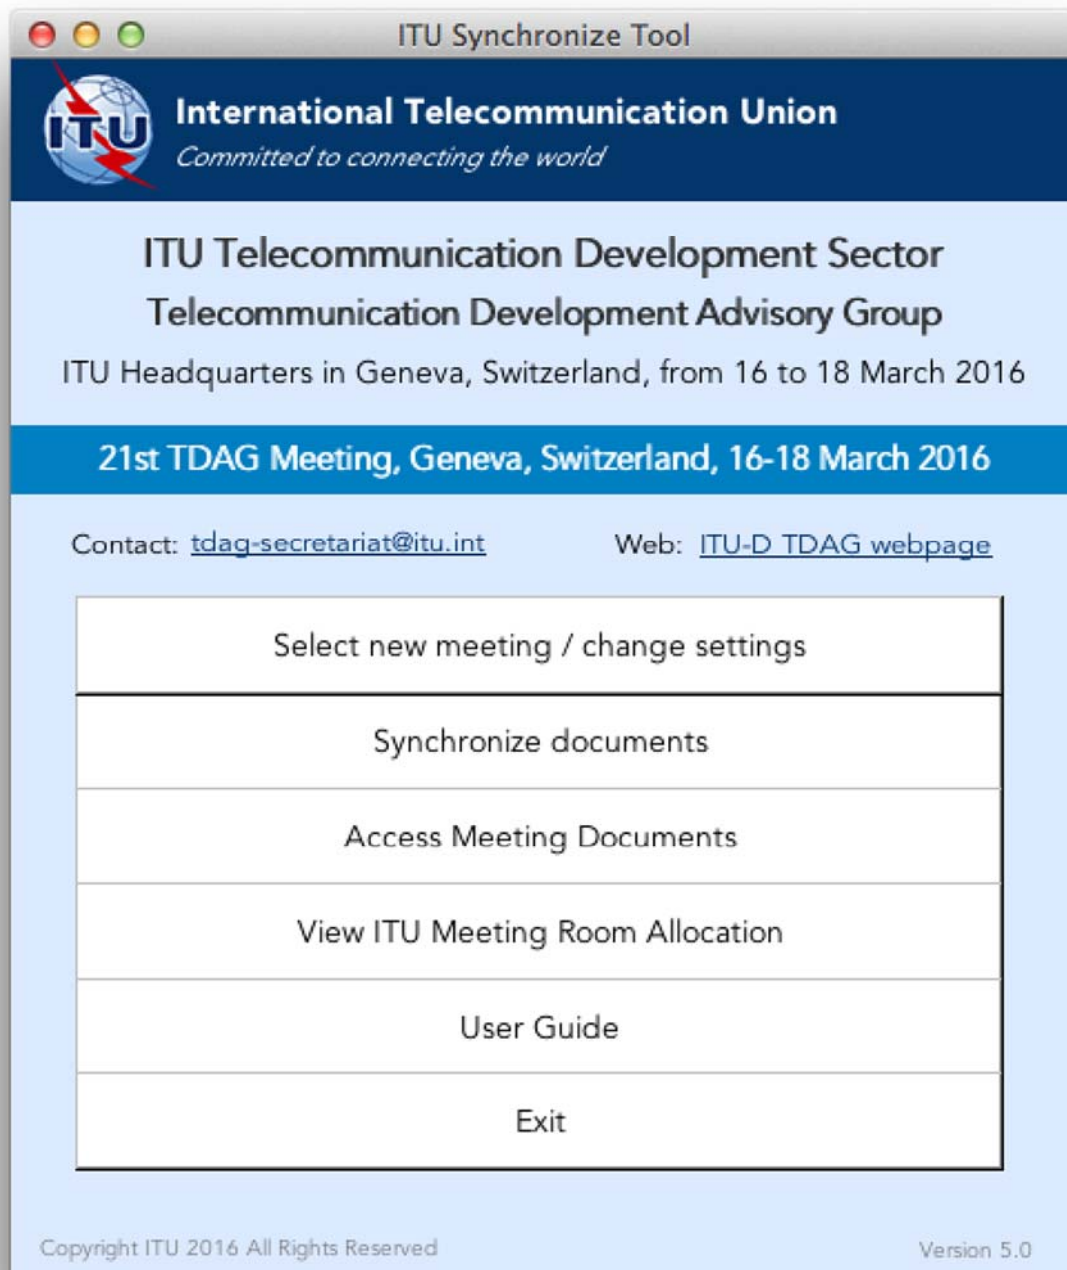 ITU Synchronize Tool
ITU
International Telecommunication Union
Committed to connecting the world
ITU Telecommunication Development Sector
Telecommunication Development Advisory Group
ITU Headquarters in Geneva, Switzerland, from 16 to 18 March 2016
21st TDAG Meeting, Geneva, Switzerland, 16-18 March 2016
Contact: tdag-secretariat@itu.int Web: ITU-D TDAG webpage
Select new meeting / change settings
Synchronize documents
Access Meeting Documents
View ITU Meeting Room Allocation
User Guide
Exit
Copyright ITU 2016 All Rights Reserved Version 5.0